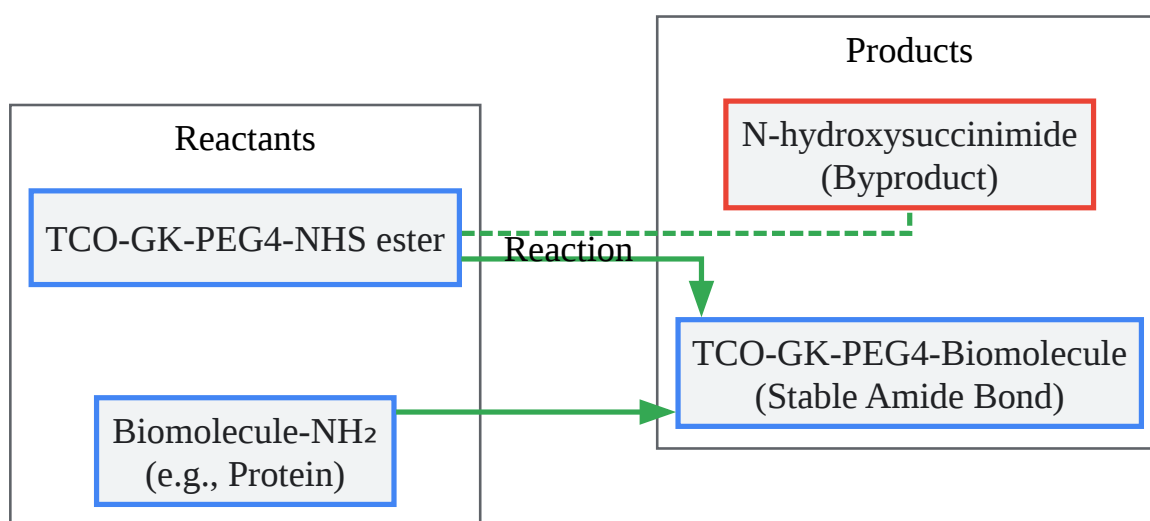 Reactants
TCO-GK-PEG4-NHS ester
Biomolecule-NH₂
(e.g., Protein)
Reaction
Products
N-hydroxysuccinimide
(Byproduct)
TCO-GK-PEG4-Biomolecule
(Stable Amide Bond)